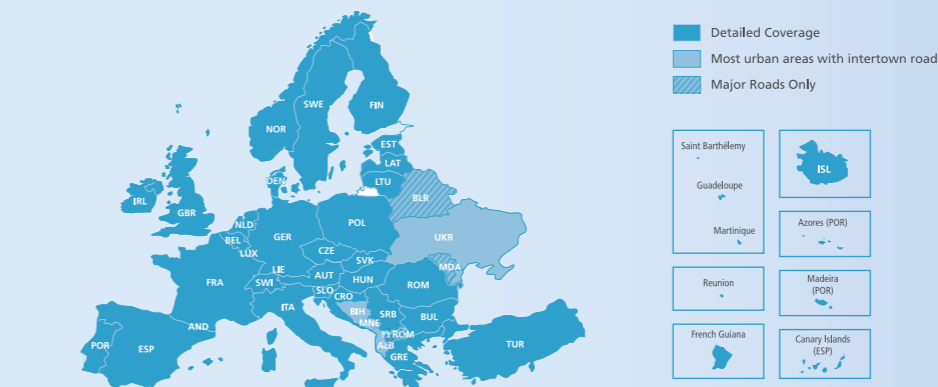 Detailed Coverage
Most urban areas with intertown road
Major Roads Only
SWE
FIN
NOR
EST
LAT
LTU
DEN
BLR
IRL
GBR
NLD
BEL
LUX
GER
POL
UKR
CZE
SVK
MDA
LIE
AUT
HUN
SWI
FRA
SLO
CRO
ROM
ITA
BIH
SRB
MNE
BUL
AND
ROM
ALB
POR
ESP
GRE
TUR
Saint Barthélemy
Guadeloupe
Martinique
ISL
Azores (POR)
Reunion
Madeira
(POR)
French Guiana
Canary Islands
(ESP)